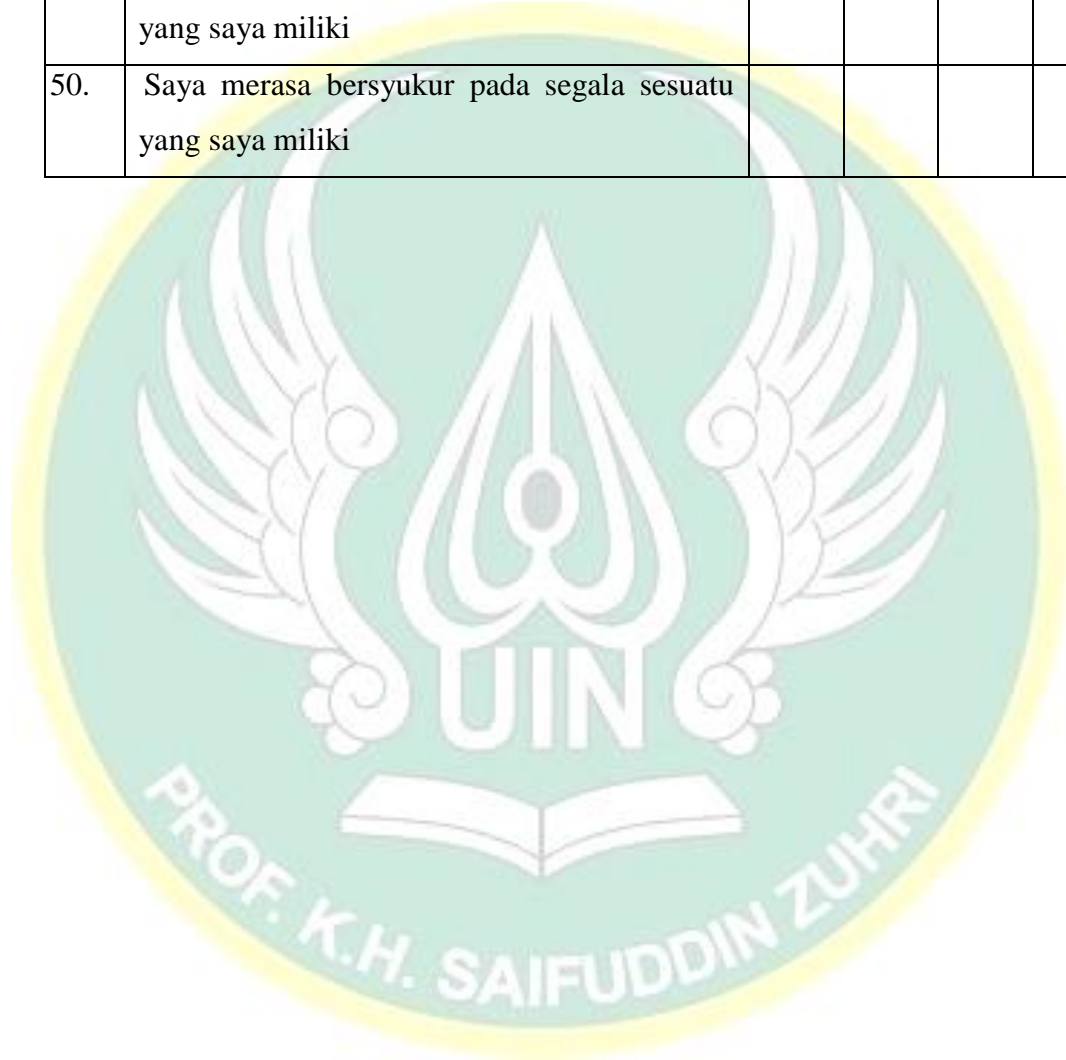 yang saya miliki
50. Saya merasa bersyukur pada segala sesuatu
yang saya miliki
UIN
PROF. K.H. SAIFUDDIN ZUHRI